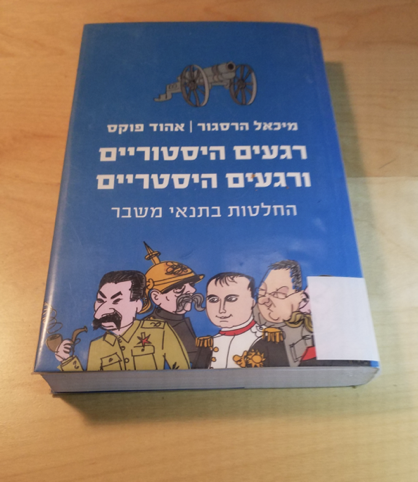 מיכאל הרסגור | אהוד פוקס
רגעים היסטוריים
ורגעים היסטריים
החלטות בתנאי משבר